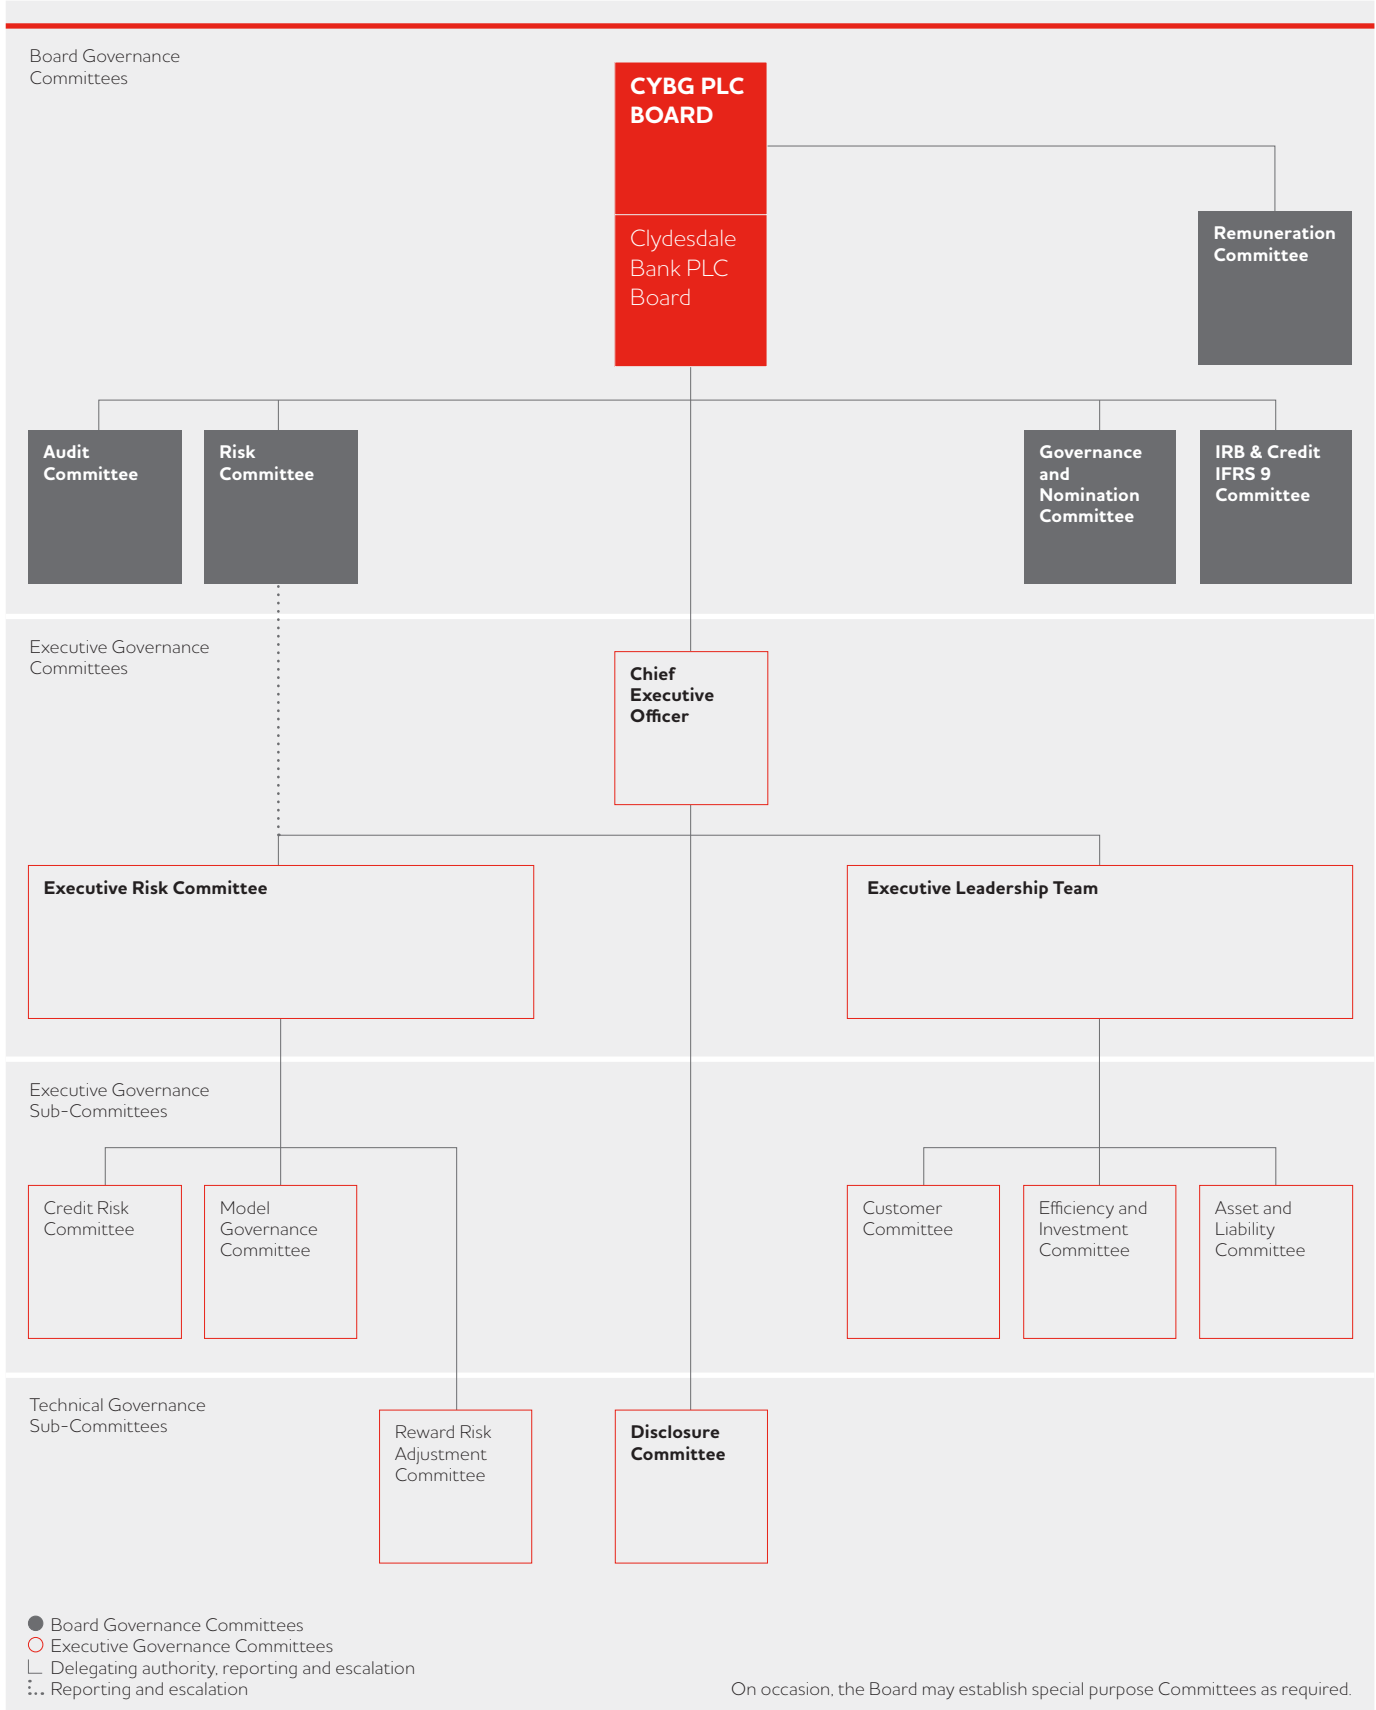 Board Governance
Committees
CYBG PLC
BOARD
Clydesdale
Bank PLC
Board
Remuneration
Committee
Audit
Committee
Risk
Committee
Governance
and
Nomination
Committee
IRB & Credit
IFRS 9
Committee
Executive Governance
Committees
Chief
Executive
Officer
Executive Risk Committee
Executive Leadership Team
Executive Governance
Sub-Committees
Credit Risk
Committee
Model
Governance
Committee
Customer
Committee
Efficiency and
Investment
Committee
Asset and
Liability
Committee
Technical Governance
Sub-Committees
Reward Risk
Adjustment
Committee
Disclosure
Committee
Board Governance Committees
Executive Governance Committees
Delegating authority, reporting and escalation
Reporting and escalation
On occasion, the Board may establish special purpose Committees as required.